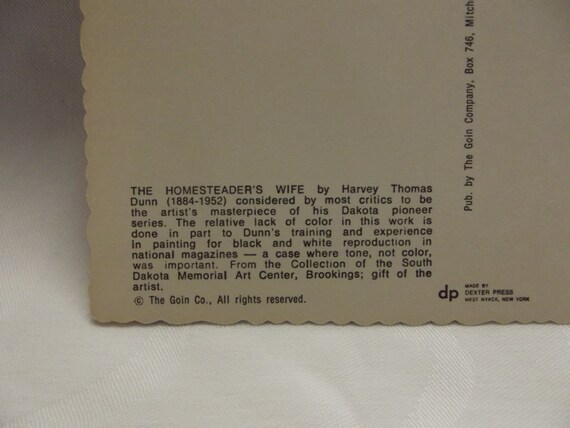 THE HOMESTEADER'S WIFE by Harvey Thomas
Dunn (1884-1952) considered by most critics to be
the artist's masterpiece of his Dakota pioneer
series. The relative lack of color in this work is
done in part to Dunn's training and experience
in painting for black and white reproduction in
national magazines — a case where tone, not color,
was important. From the Collection of the South
Dakota Memorial Art Center, Brookings; gift of the
artist.
© The Goin Co., All rights reserved.
Pub. by The Goin Company, Box 746, Mitch
dp
MADE BY
DEXTER PRESS
WEST NYACK, NEW YORK